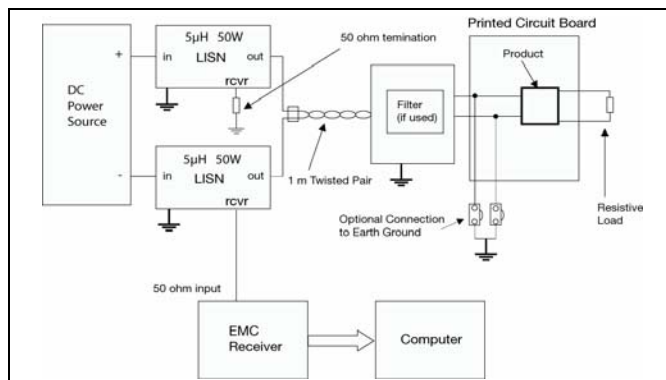 Printed Circuit Board
5µH 50W
LISN
in
out
rcvr
50 ohm temination
Product
+
DC
Power
Source
-
Filter
(if used)
5µH 50W
LISN
in
out
rcvr
1 m Twisted Pair
Optional Connection
to Earth Ground
Resistive
Load
50 ohm input
EMC
Receiver
Computer